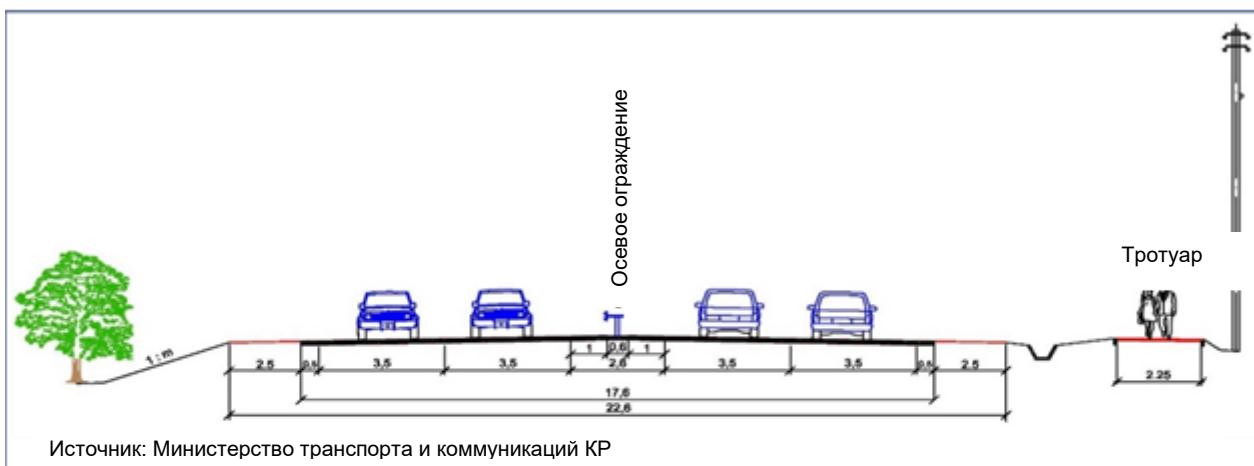 Осевое ограждение
Тротуар
1 : m
1 0,6 1
2.5 0,5 3,5 3,5 2,6 3,5 3,5 0,5 2.5
2.25
17,6
22,6
Источник: Министерство транспорта и коммуникаций КР